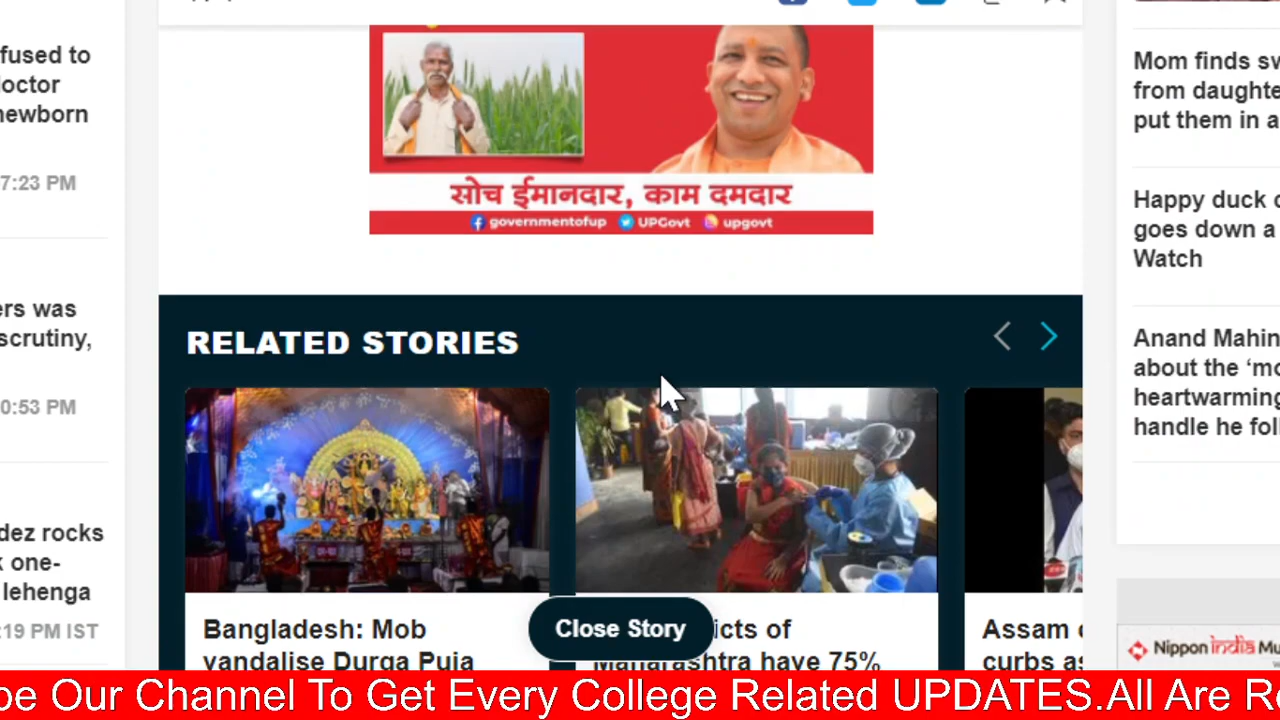 fused to
octor
newborn
7:23 PM
ers was
scrutiny,
0:53 PM
dez rocks
one-
lehenga
:19 PM IST
सोच ईमानदार, काम दमदार
governmentofup UPGovt upgovt
RELATED STORIES
Bangladesh: Mob
vandalise Durga Puja
icts of
Maharashtra have 75%
Assam
curbs as
Close Story
Mom finds sw
from daughte
put them in a
Happy duck
goes down a
Watch
Anand Mahin
about the ‘mo
heartwarming
handle he fol
Nippon india Mu
be Our Channel To Get Every College Related UPDATES.All Are R